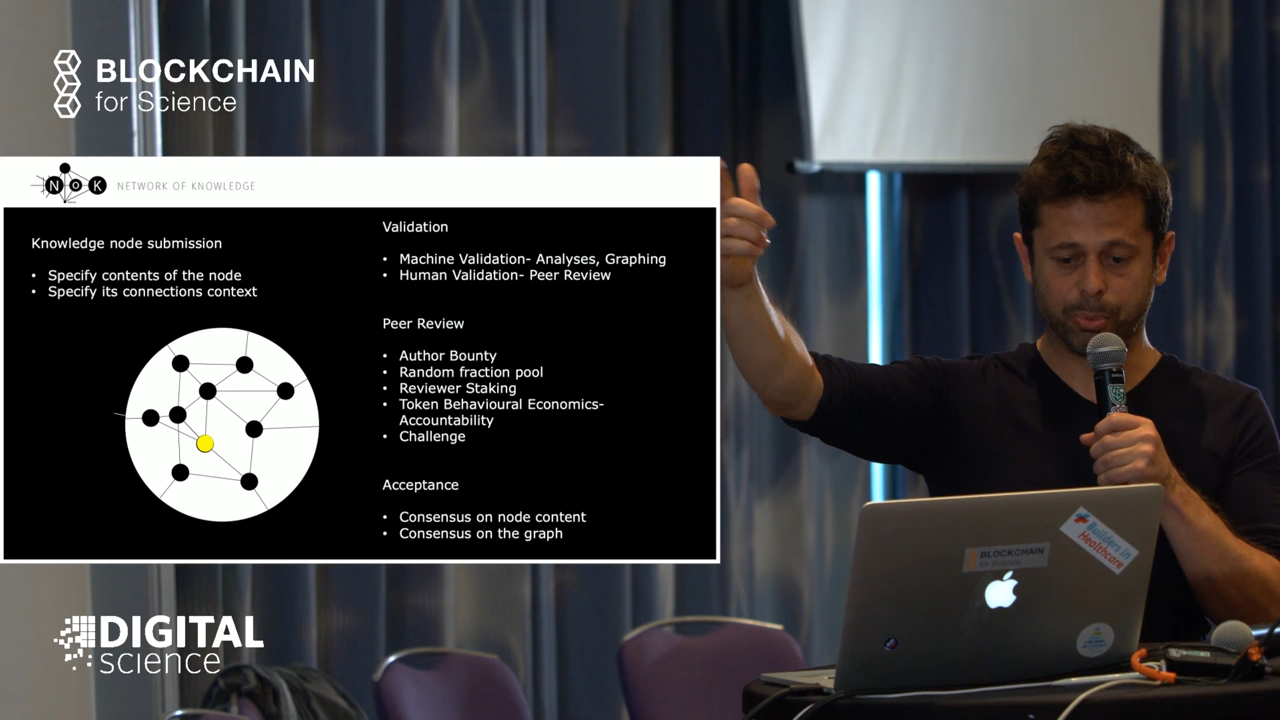 BLOCKCHAIN
for Science
NOK NETWORK OF KNOWLEDGE
Knowledge node submission
• Specify contents of the node
• Specify its connections context
Validation
• Machine Validation- Analyses, Graphing
• Human Validation- Peer Review
Peer Review
• Author Bounty
• Random fraction pool
• Reviewer Staking
• Token Behavioural Economics-
Accountability
• Challenge
Acceptance
• Consensus on node content
• Consensus on the graph
BLOCKCHAIN
for Science
Builders in
Healthcare
DIGITAL
science